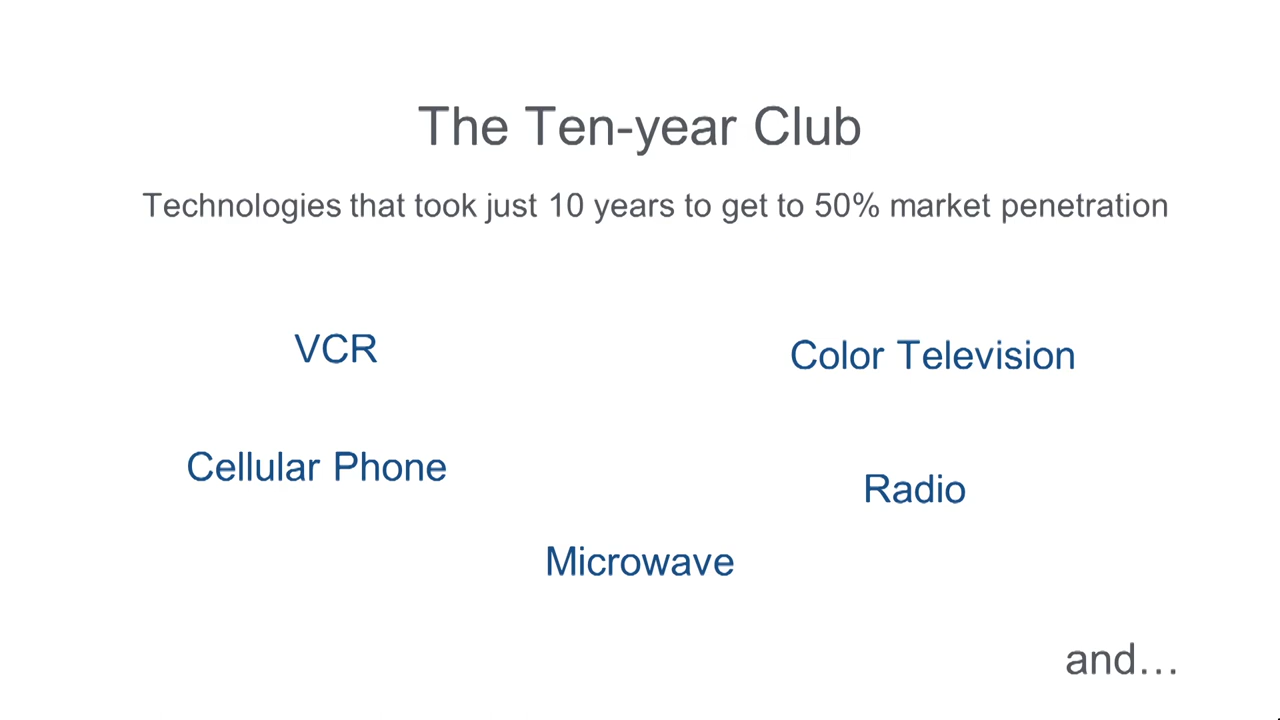 The Ten-year Club
Technologies that took just 10 years to get to 50% market penetration
VCR
Color Television
Cellular Phone
Radio
Microwave
and…